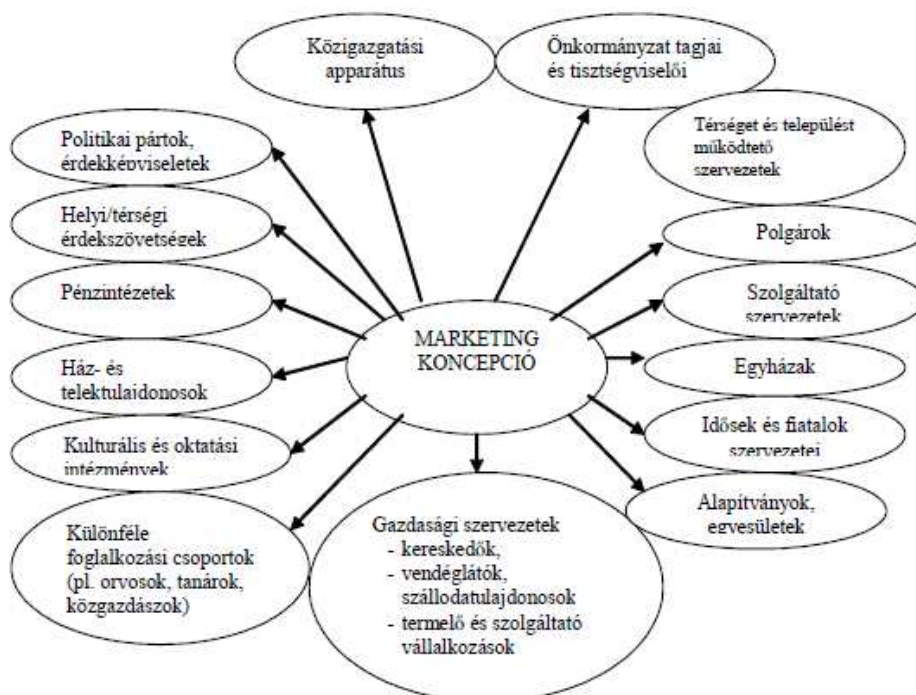 Közigazgatási
apparátus
Önkormányzat tagjai
és tisztségviselői
Térséget és települést
működtető
szervezetek
Politikai pártok,
érdekképviseletek
Helyi/térségi
érdekszövetségek
Polgárok
Pénzintézetek
Szolgáltató
szervezetek
MARKETING
KONCEPCIÓ
Ház- és
telektulajdonosok
Egyházak
Kulturális és oktatási
intézmények
Idősek és fiatalok
szervezetei
Alapítványok,
egyesületek
Különféle
foglalkozási csoportok
(pl. orvosok, tanárok,
közgazdászok)
Gazdasági szervezetek
- kereskedők,
- vendéglátók,
szállodatulajdonosok
- termelő és szolgáltató
vállalkozások